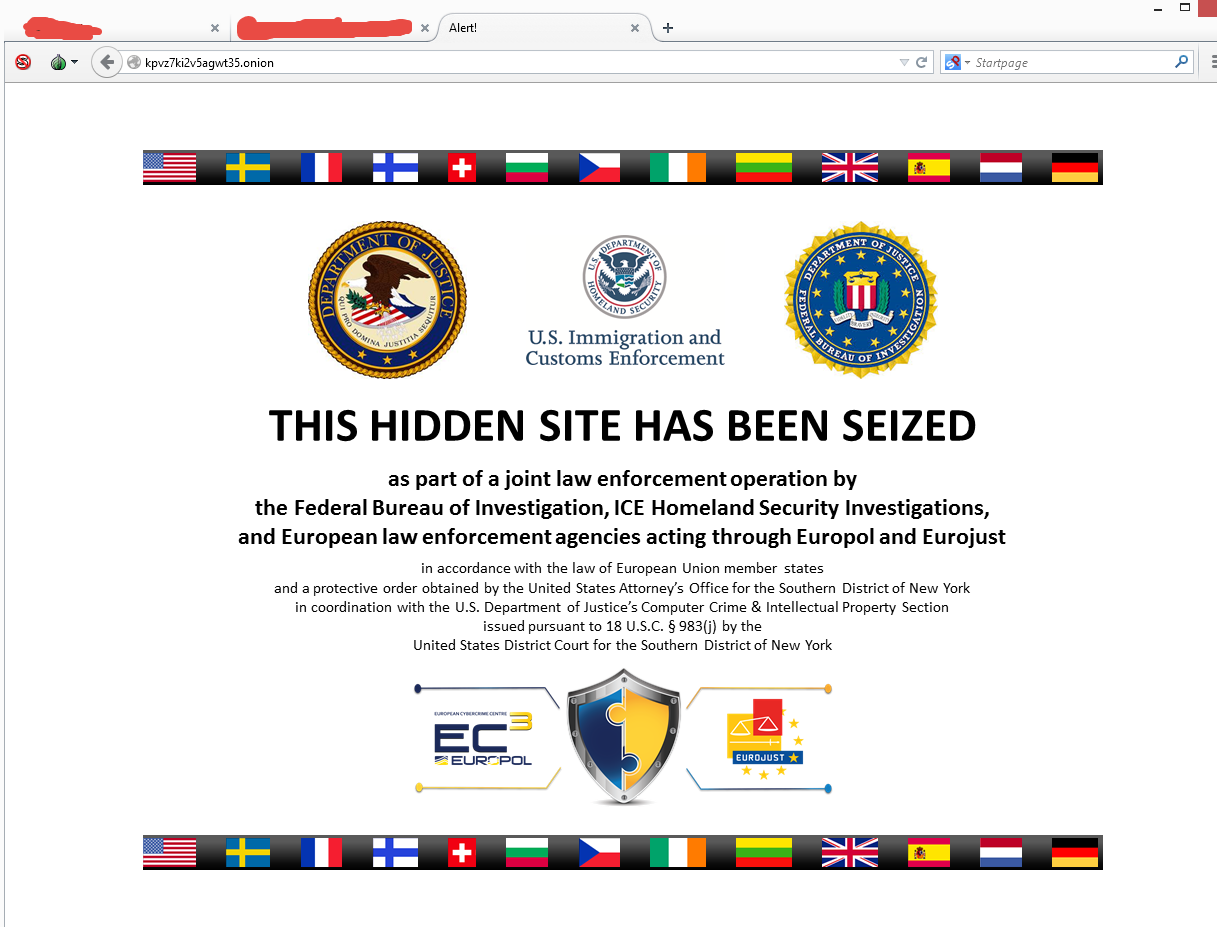 Alert!
kpvz7ki2v5agwt35.onion
Startpage
DEPARTMENT OF JUSTICE
QUI PRO DOMINA JUSTITIA SEQUITUR
U.S. DEPARTMENT OF
HOMELAND SECURITY
U.S. Immigration and
Customs Enforcement
DEPARTMENT OF JUSTICE
FIDELITY BRAVERY INTEGRITY
FEDERAL BUREAU OF INVESTIGATION
THIS HIDDEN SITE HAS BEEN SEIZED
as part of a joint law enforcement operation by
the Federal Bureau of Investigation, ICE Homeland Security Investigations,
and European law enforcement agencies acting through Europol and Eurojust
in accordance with the law of European Union member states
and a protective order obtained by the United States Attorney’s Office for the Southern District of New York
in coordination with the U.S. Department of Justice’s Computer Crime & Intellectual Property Section
issued pursuant to 18 U.S.C. § 983(j) by the
United States District Court for the Southern District of New York
EUROPEAN CYBERCRIME CENTRE
EC3
EUROPOL
EUROJUST